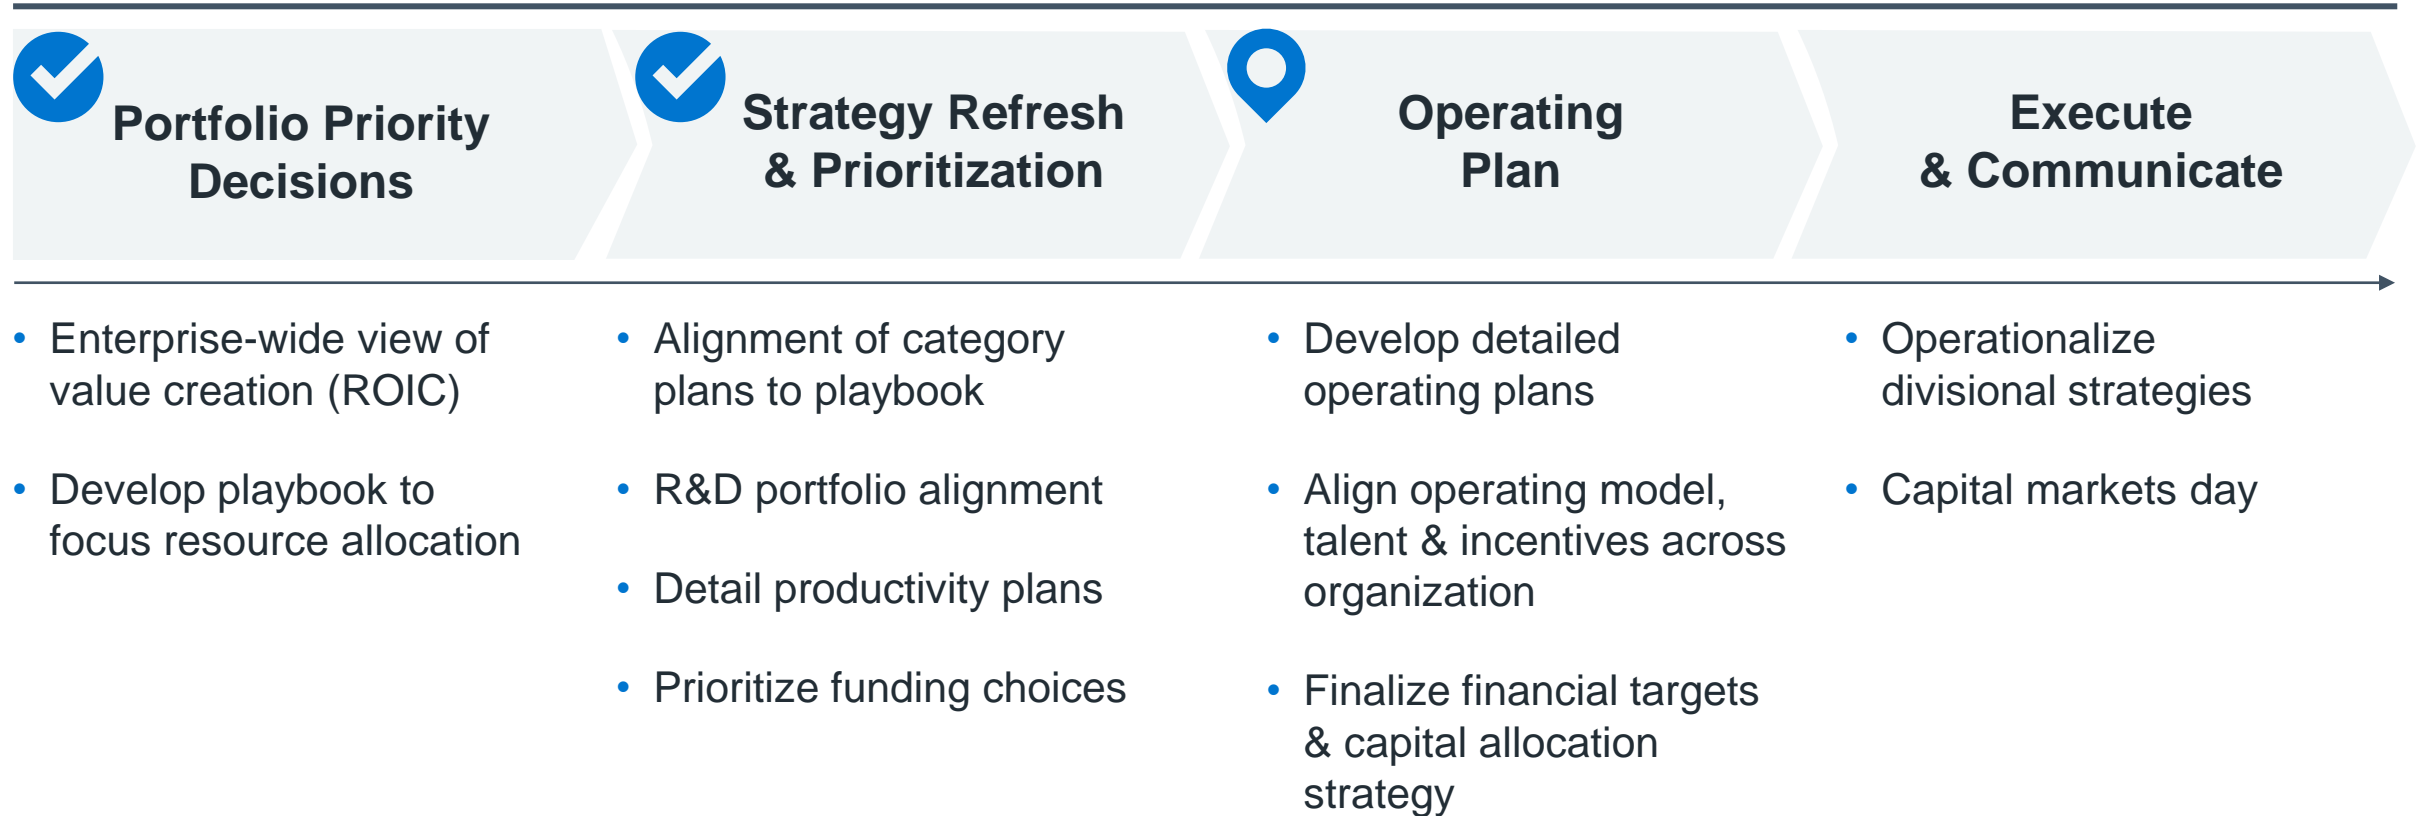 Portfolio Priority
Decisions
Strategy Refresh
& Prioritization
Operating
Plan
Execute
& Communicate
• Enterprise-wide view of
value creation (ROIC)
• Develop playbook to
focus resource allocation
• Alignment of category
plans to playbook
• R&D portfolio alignment
• Detail productivity plans
• Prioritize funding choices
• Develop detailed
operating plans
• Align operating model,
talent & incentives across
organization
• Finalize financial targets
& capital allocation
strategy
• Operationalize
divisional strategies
• Capital markets day